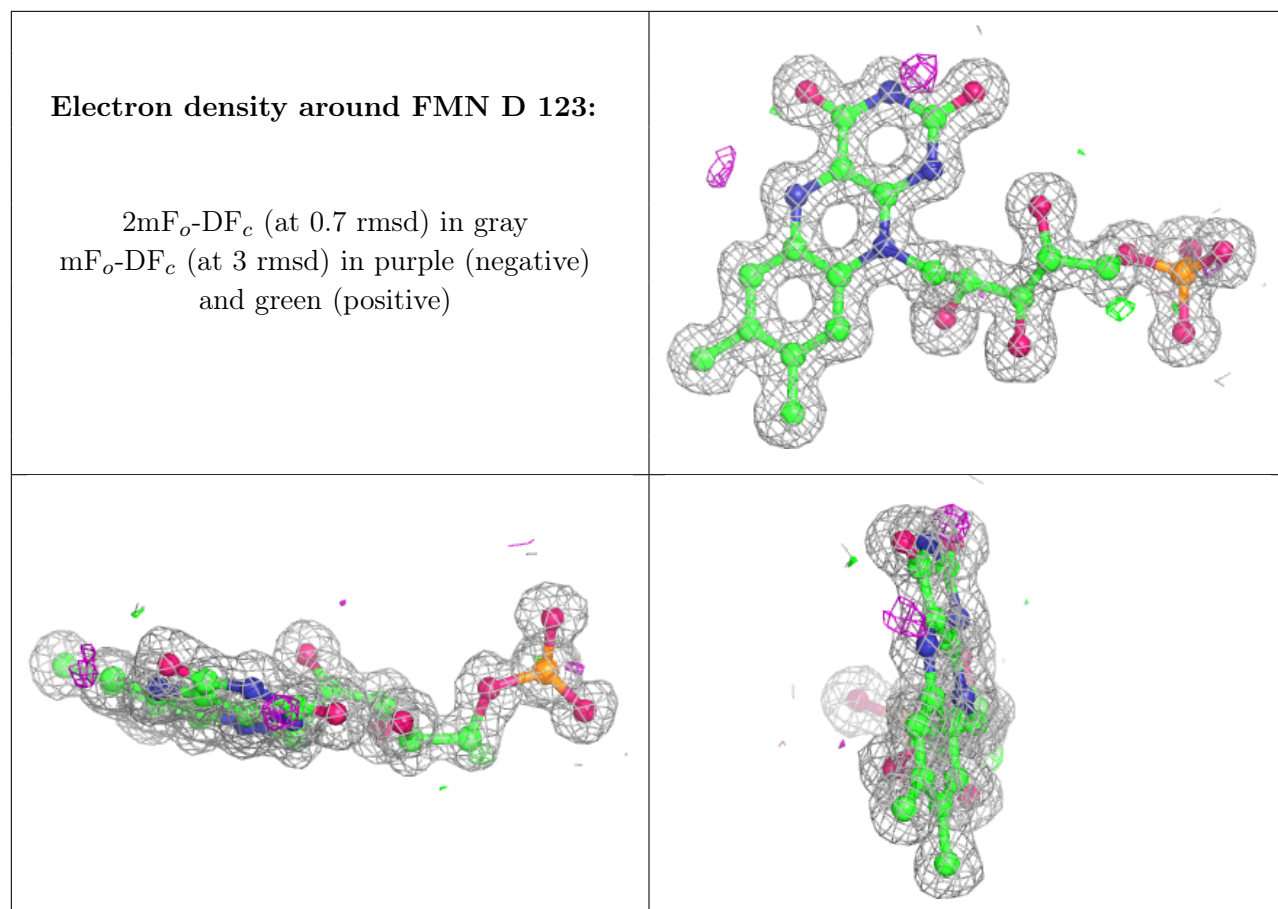 Electron density around FMN D 123:
2mFₒ-DF𝒸 (at 0.7 rmsd) in gray
mFₒ-DF𝒸 (at 3 rmsd) in purple (negative)
and green (positive)